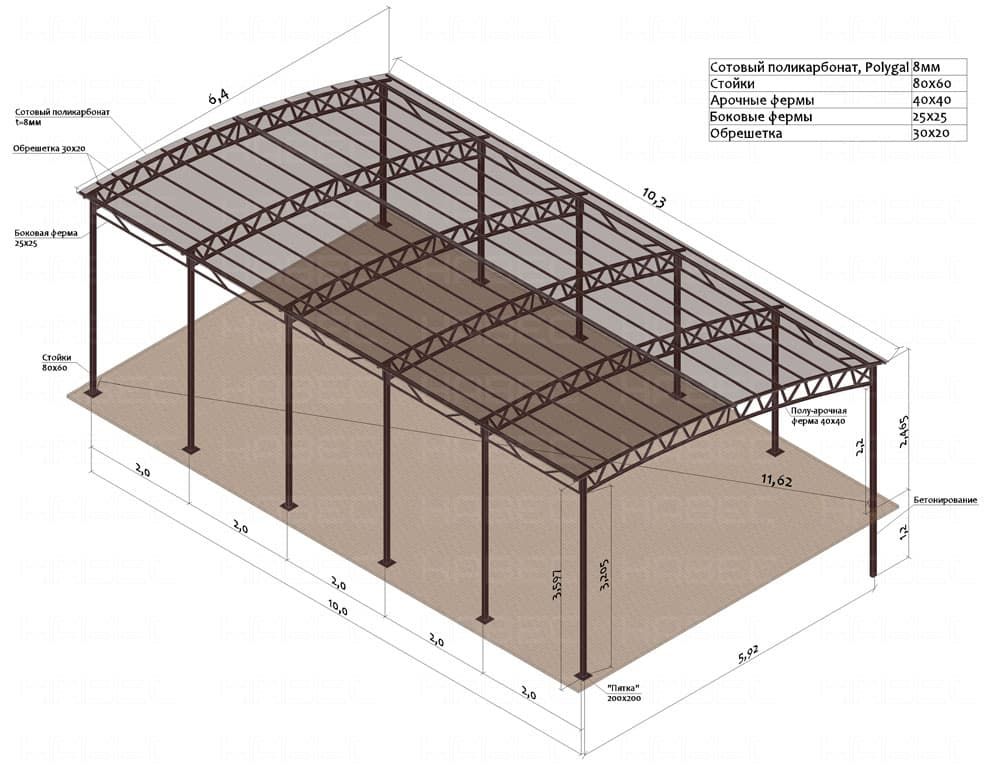 6,4
Сотовый поликарбонат, Polygal 8мм
Стойки 80х60
Арочные фермы 40х40
Боковые фермы 25х25
Обрешетка 30х20
Сотовый поликарбонат
t=8мм
Обрешетка 30х20
10,3
Боковая ферма
25х25
Стойки
80х60
Полу-арочная
ферма 40х40
2,2
2,465
11,62
Бетонирование
1,2
2,0
2,0
2,0
2,0
2,0
10,0
3,597
3,205
5,92
"Пятка"
200х200